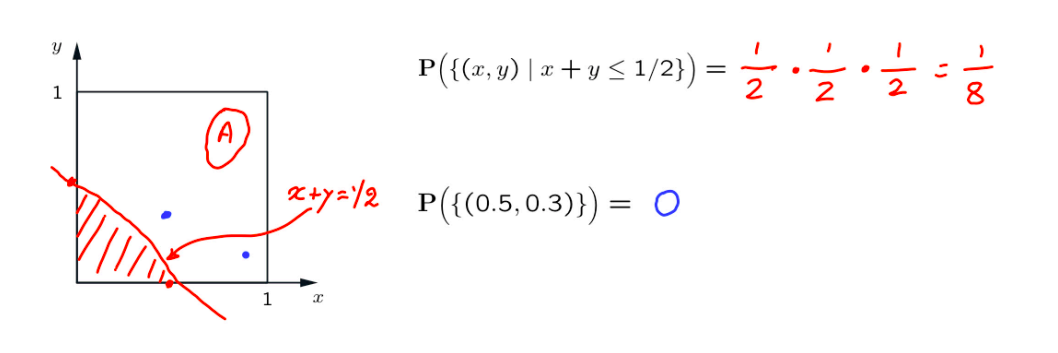 y
1
A
x+y=1/2
1
x
P({(x, y) | x + y ≤ 1/2}) = 1/2 · 1/2 · 1/2 = 1/8
P({(0.5, 0.3)}) = 0